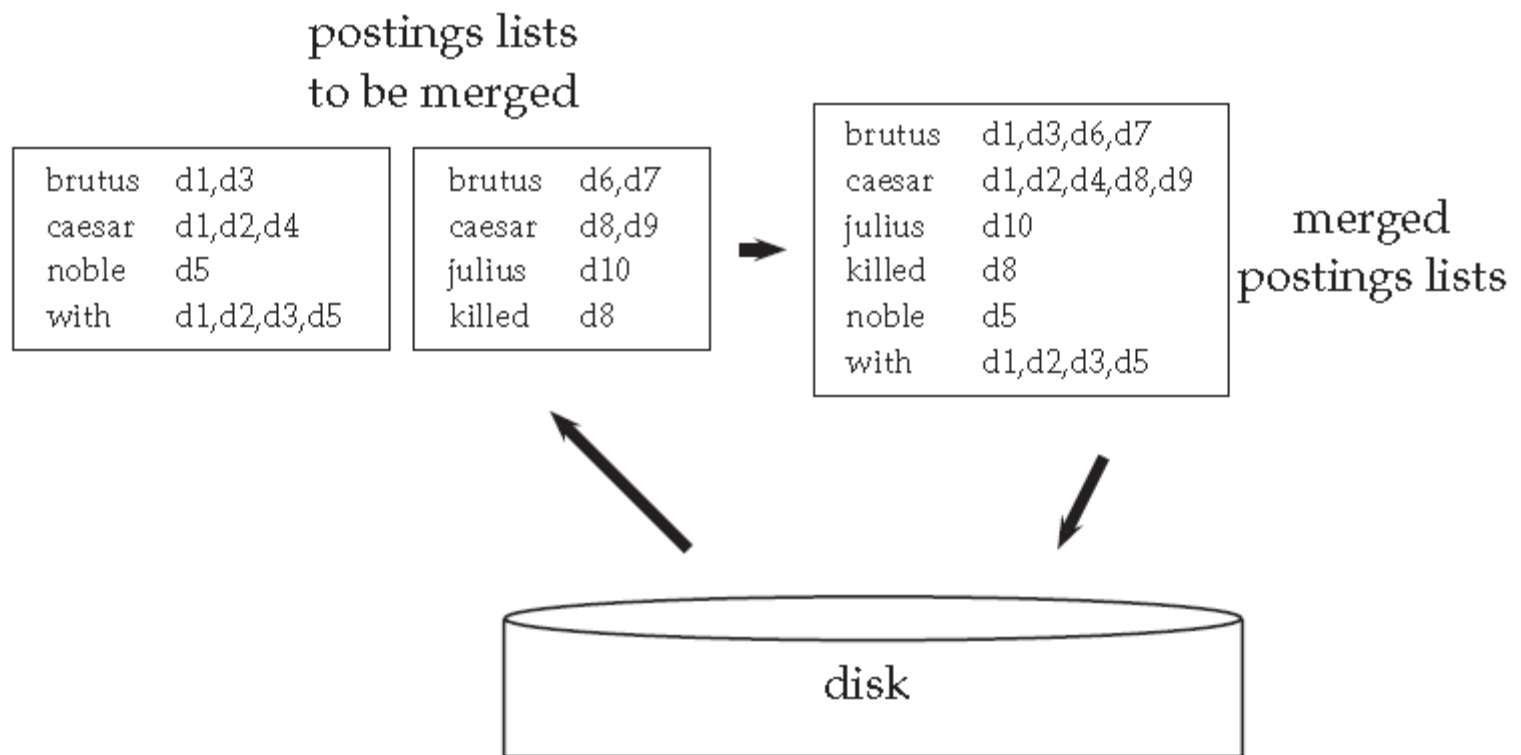 postings lists
to be merged
brutus d1,d3
caesar d1,d2,d4
noble d5
with d1,d2,d3,d5
brutus d6,d7
caesar d8,d9
julius d10
killed d8
brutus d1,d3,d6,d7
caesar d1,d2,d4,d8,d9
julius d10
killed d8
noble d5
with d1,d2,d3,d5
merged
postings lists
disk